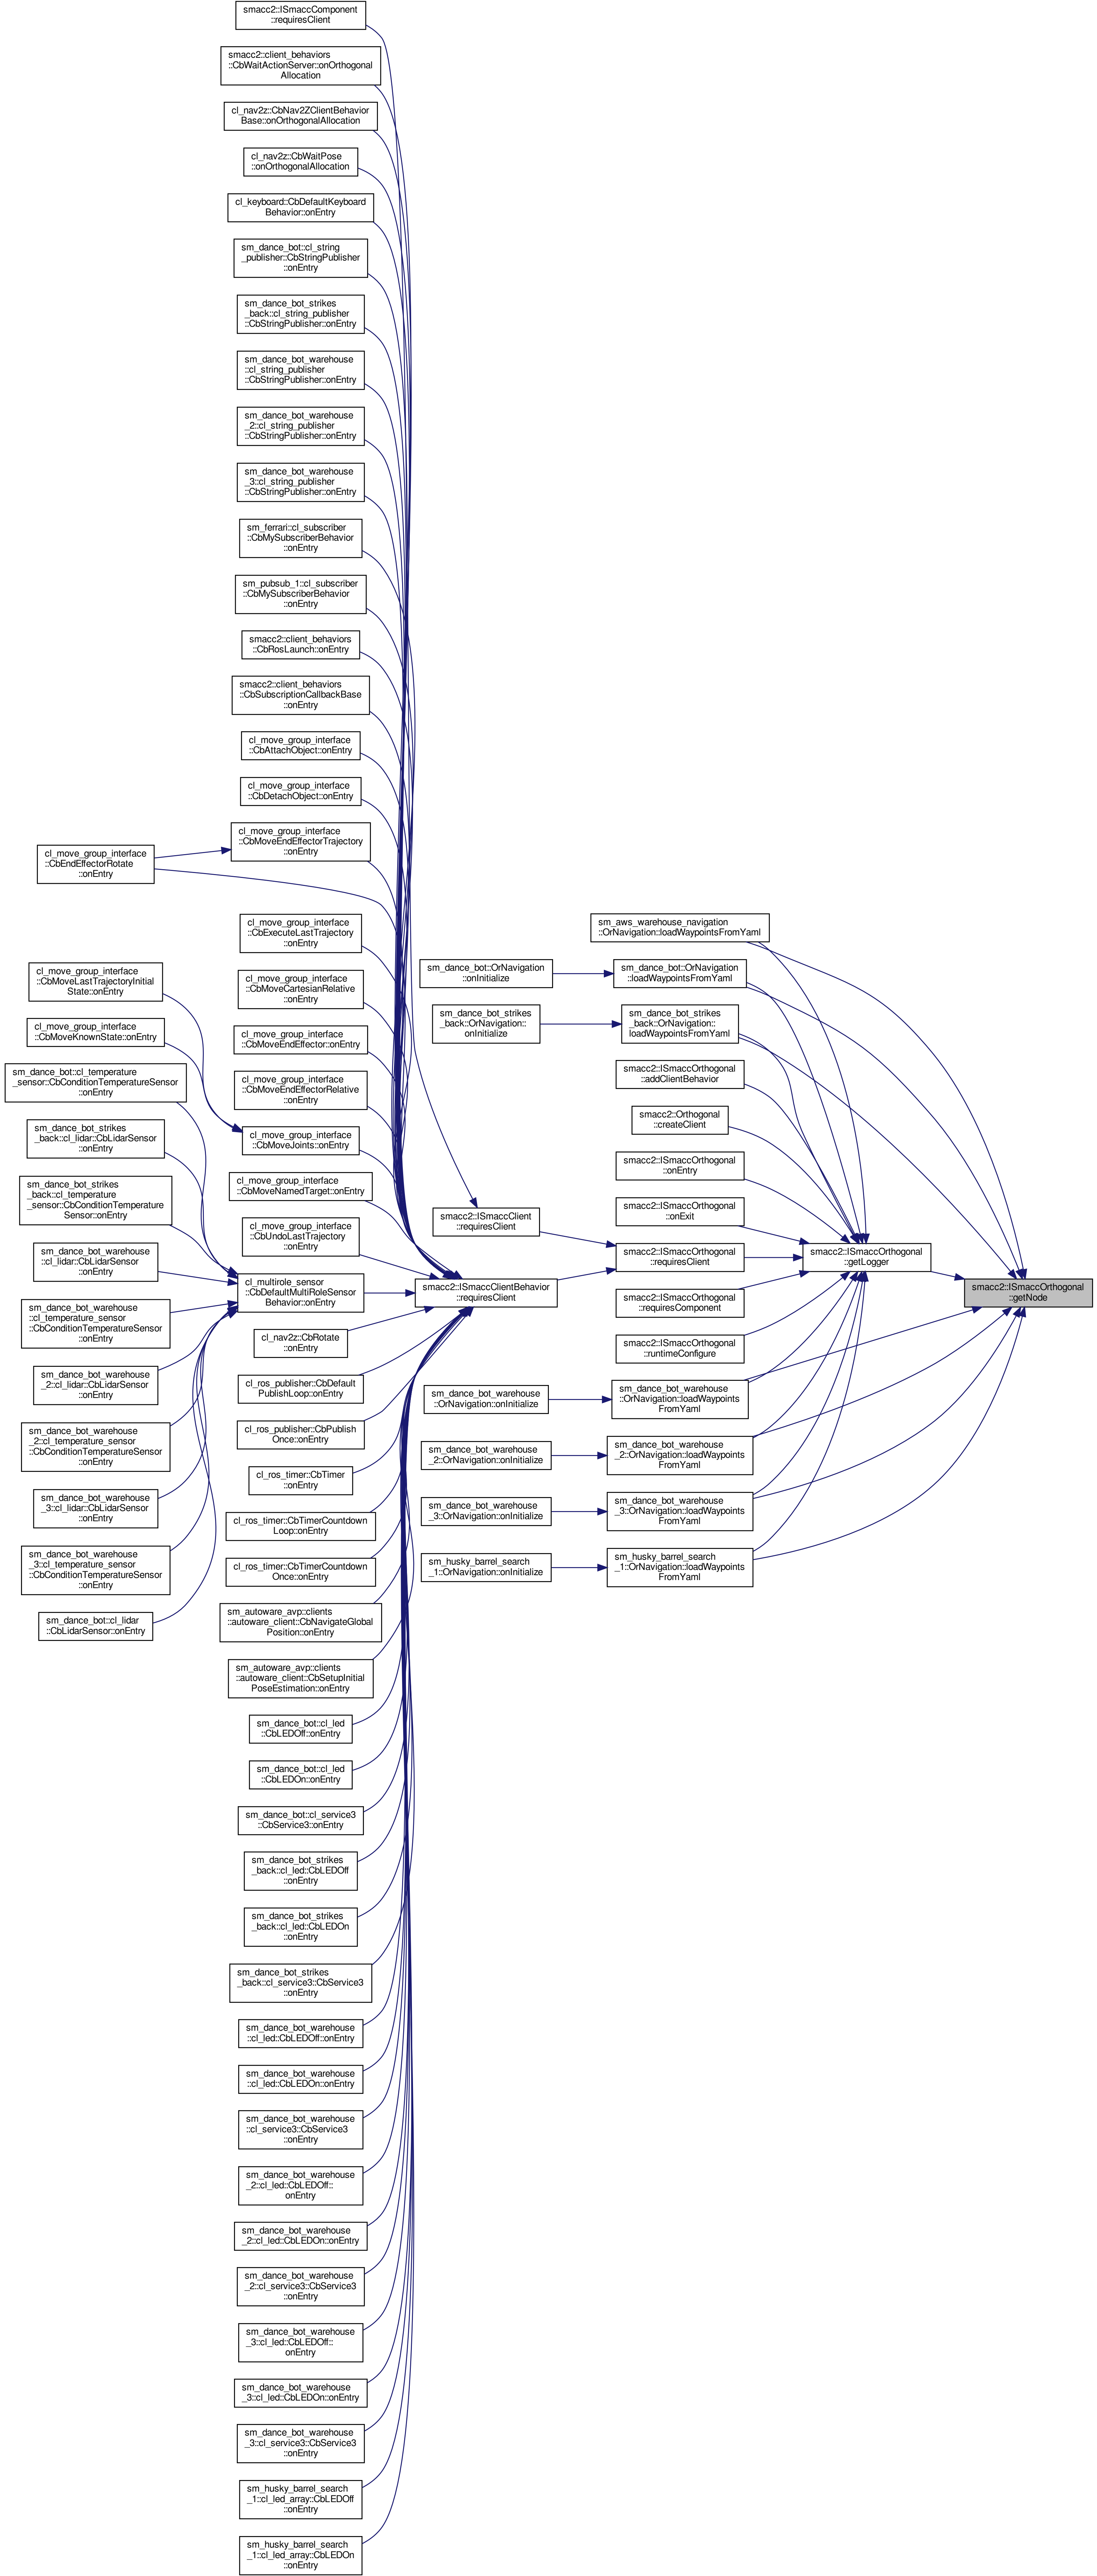 smacc2::ISmaccComponent
::requiresClient
smacc2::client_behaviors
::CbWaitActionServer::onOrthogonal
Allocation
cl_nav2z::CbNav2ZClientBehavior
Base::onOrthogonalAllocation
cl_nav2z::CbWaitPose
::onOrthogonalAllocation
cl_keyboard::CbDefaultKeyboard
Behavior::onEntry
sm_dance_bot::cl_string
_publisher::CbStringPublisher
::onEntry
sm_dance_bot_strikes
_back::cl_string_publisher
::CbStringPublisher::onEntry
sm_dance_bot_warehouse
::cl_string_publisher
::CbStringPublisher::onEntry
sm_dance_bot_warehouse
_2::cl_string_publisher
::CbStringPublisher::onEntry
sm_dance_bot_warehouse
_3::cl_string_publisher
::CbStringPublisher::onEntry
sm_ferrari::cl_subscriber
::CbMySubscriberBehavior
::onEntry
sm_pubsub_1::cl_subscriber
::CbMySubscriberBehavior
::onEntry
smacc2::client_behaviors
::CbRosLaunch::onEntry
smacc2::client_behaviors
::CbSubscriptionCallbackBase
::onEntry
cl_move_group_interface
::CbAttachObject::onEntry
cl_move_group_interface
::CbDetachObject::onEntry
cl_move_group_interface
::CbMoveEndEffectorTrajectory
::onEntry
cl_move_group_interface
::CbEndEffectorRotate
::onEntry
cl_move_group_interface
::CbExecuteLastTrajectory
::onEntry
cl_move_group_interface
::CbMoveCartesianRelative
::onEntry
cl_move_group_interface
::CbMoveEndEffector::onEntry
cl_move_group_interface
::CbMoveEndEffectorRelative
::onEntry
cl_move_group_interface
::CbMoveJoints::onEntry
cl_move_group_interface
::CbMoveNamedTarget::onEntry
cl_move_group_interface
::CbUndoLastTrajectory
::onEntry
cl_multirole_sensor
::CbDefaultMultiRoleSensor
Behavior::onEntry
cl_nav2z::CbRotate
::onEntry
cl_ros_publisher::CbDefault
PublishLoop::onEntry
cl_ros_publisher::CbPublish
Once::onEntry
cl_ros_timer::CbTimer
::onEntry
cl_ros_timer::CbTimerCountdown
Loop::onEntry
cl_ros_timer::CbTimerCountdown
Once::onEntry
sm_autoware_avp::clients
::autoware_client::CbNavigateGlobal
Position::onEntry
sm_autoware_avp::clients
::autoware_client::CbSetupInitial
PoseEstimation::onEntry
sm_dance_bot::cl_led
::CbLEDOff::onEntry
sm_dance_bot::cl_led
::CbLEDOn::onEntry
sm_dance_bot::cl_service3
::CbService3::onEntry
sm_dance_bot_strikes
_back::cl_led::CbLEDOff
::onEntry
sm_dance_bot_strikes
_back::cl_led::CbLEDOn
::onEntry
sm_dance_bot_strikes
_back::cl_service3::CbService3
::onEntry
sm_dance_bot_warehouse
::cl_led::CbLEDOff::onEntry
sm_dance_bot_warehouse
::cl_led::CbLEDOn::onEntry
sm_dance_bot_warehouse
::cl_service3::CbService3
::onEntry
sm_dance_bot_warehouse
_2::cl_led::CbLEDOff::
onEntry
sm_dance_bot_warehouse
_2::cl_led::CbLEDOn::onEntry
sm_dance_bot_warehouse
_2::cl_service3::CbService3
::onEntry
sm_dance_bot_warehouse
_3::cl_led::CbLEDOff::
onEntry
sm_dance_bot_warehouse
_3::cl_led::CbLEDOn::onEntry
sm_dance_bot_warehouse
_3::cl_service3::CbService3
::onEntry
sm_husky_barrel_search
_1::cl_led_array::CbLEDOff
::onEntry
sm_husky_barrel_search
_1::cl_led_array::CbLEDOn
::onEntry
cl_move_group_interface
::CbMoveLastTrajectoryInitial
State::onEntry
cl_move_group_interface
::CbMoveKnownState::onEntry
sm_dance_bot::cl_temperature
_sensor::CbConditionTemperatureSensor
::onEntry
sm_dance_bot_strikes
_back::cl_lidar::CbLidarSensor
::onEntry
sm_dance_bot_strikes
_back::cl_temperature
_sensor::CbConditionTemperature
Sensor::onEntry
sm_dance_bot_warehouse
::cl_lidar::CbLidarSensor
::onEntry
sm_dance_bot_warehouse
::cl_temperature_sensor
::CbConditionTemperatureSensor
::onEntry
sm_dance_bot_warehouse
_2::cl_lidar::CbLidarSensor
::onEntry
sm_dance_bot_warehouse
_2::cl_temperature_sensor
::CbConditionTemperatureSensor
::onEntry
sm_dance_bot_warehouse
_3::cl_lidar::CbLidarSensor
::onEntry
sm_dance_bot_warehouse
_3::cl_temperature_sensor
::CbConditionTemperatureSensor
::onEntry
sm_dance_bot::cl_lidar
::CbLidarSensor::onEntry
sm_dance_bot::OrNavigation
::onInitialize
sm_dance_bot_strikes
_back::OrNavigation::
onInitialize
smacc2::ISmaccClient
::requiresClient
smacc2::ISmaccClientBehavior
::requiresClient
sm_dance_bot_warehouse
::OrNavigation::onInitialize
sm_dance_bot_warehouse
_2::OrNavigation::onInitialize
sm_dance_bot_warehouse
_3::OrNavigation::onInitialize
sm_husky_barrel_search
_1::OrNavigation::onInitialize
sm_aws_warehouse_navigation
::OrNavigation::loadWaypointsFromYaml
sm_dance_bot::OrNavigation
::loadWaypointsFromYaml
sm_dance_bot_strikes
_back::OrNavigation::
loadWaypointsFromYaml
smacc2::ISmaccOrthogonal
::addClientBehavior
smacc2::Orthogonal
::createClient
smacc2::ISmaccOrthogonal
::onEntry
smacc2::ISmaccOrthogonal
::onExit
smacc2::ISmaccOrthogonal
::requiresClient
smacc2::ISmaccOrthogonal
::requiresComponent
smacc2::ISmaccOrthogonal
::runtimeConfigure
sm_dance_bot_warehouse
::OrNavigation::loadWaypoints
FromYaml
sm_dance_bot_warehouse
_2::OrNavigation::loadWaypoints
FromYaml
sm_dance_bot_warehouse
_3::OrNavigation::loadWaypoints
FromYaml
sm_husky_barrel_search
_1::OrNavigation::loadWaypoints
FromYaml
smacc2::ISmaccOrthogonal
::getLogger
smacc2::ISmaccOrthogonal
::getNode